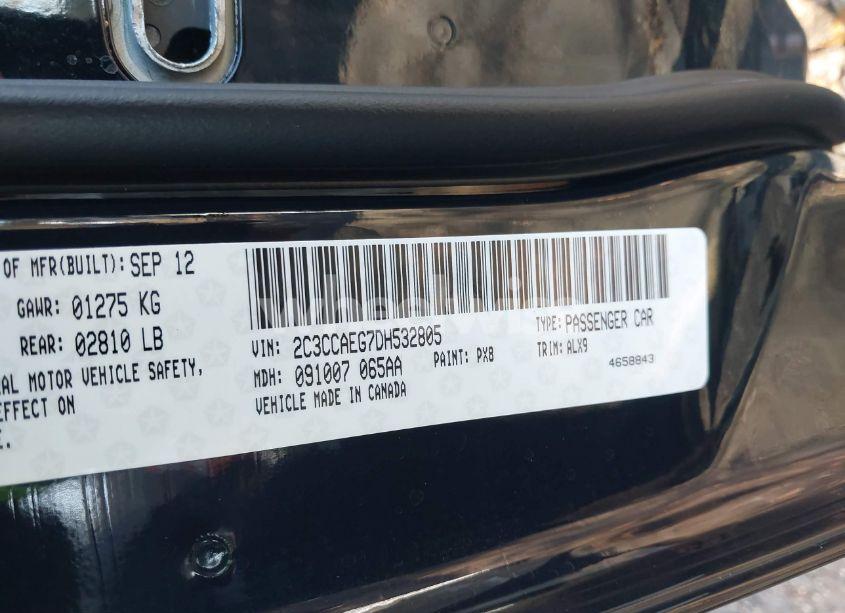 OF MFR(BUILT): SEP 12
GAWR: 01275 KG
REAR: 02810 LB
MOTOR VEHICLE SAFETY,
EFFECT ON
VIN: 2C3CCAEG7DH532805
TYPE: PASSENGER CAR
MDH: 091007 065AA
PAINT: PX8
TRIM: ALX9
VEHICLE MADE IN CANADA
4658843